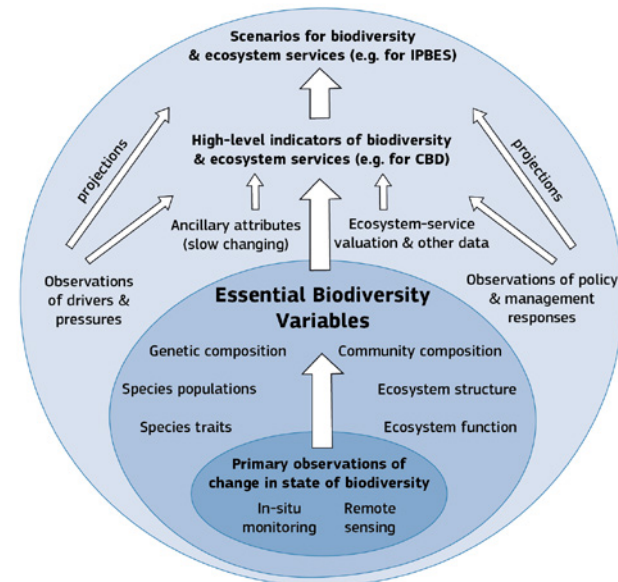 Scenarios for biodiversity
& ecosystem services (e.g. for IPBES)
projections
projections
High-level indicators of biodiversity
& ecosystem services (e.g. for CBD)
Ancillary attributes
(slow changing)
Ecosystem-service
valuation & other data
Observations
of drivers &
pressures
Observations of policy
& management
responses
Essential Biodiversity
Variables
Genetic composition
Community composition
Species populations
Ecosystem structure
Species traits
Ecosystem function
Primary observations of
change in state of biodiversity
In-situ
monitoring
Remote
sensing